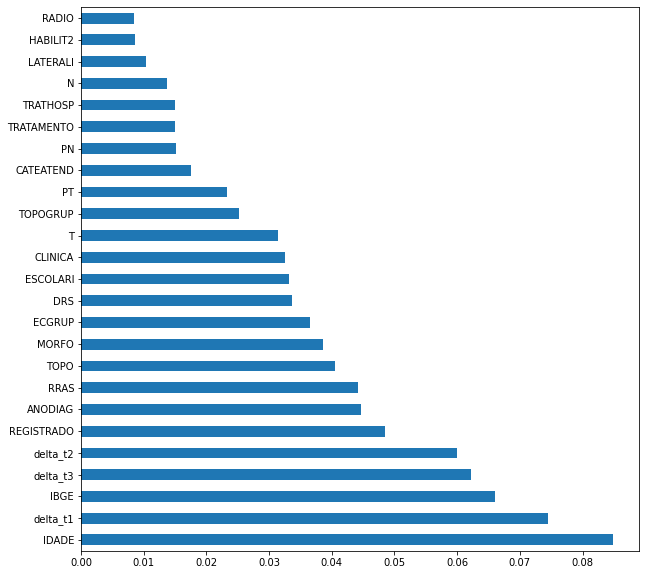 RADIO
HABILIT2
LATERALI
N
TRATHOSP
TRATAMENTO
PN
CATEATEND
PT
TOPOGRUP
T
CLINICA
ESCOLARI
DRS
ECGRUP
MORFO
TOPO
RRAS
ANODIAG
REGISTRADO
delta_t2
delta_t3
IBGE
delta_t1
IDADE
0.00 0.01 0.02 0.03 0.04 0.05 0.06 0.07 0.08